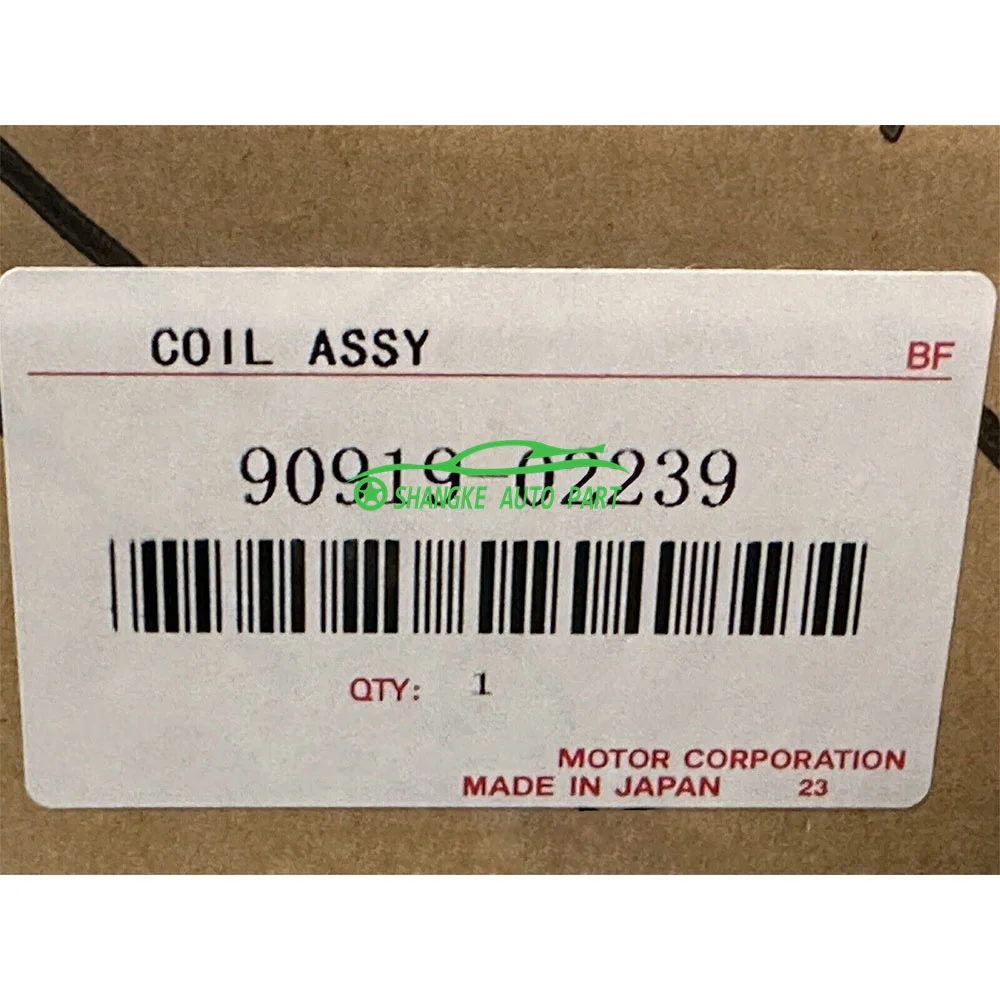 COIL ASSY BF
90919-02239
SHANGKE AUTO PART
QTY: 1
MOTOR CORPORATION
MADE IN JAPAN 23